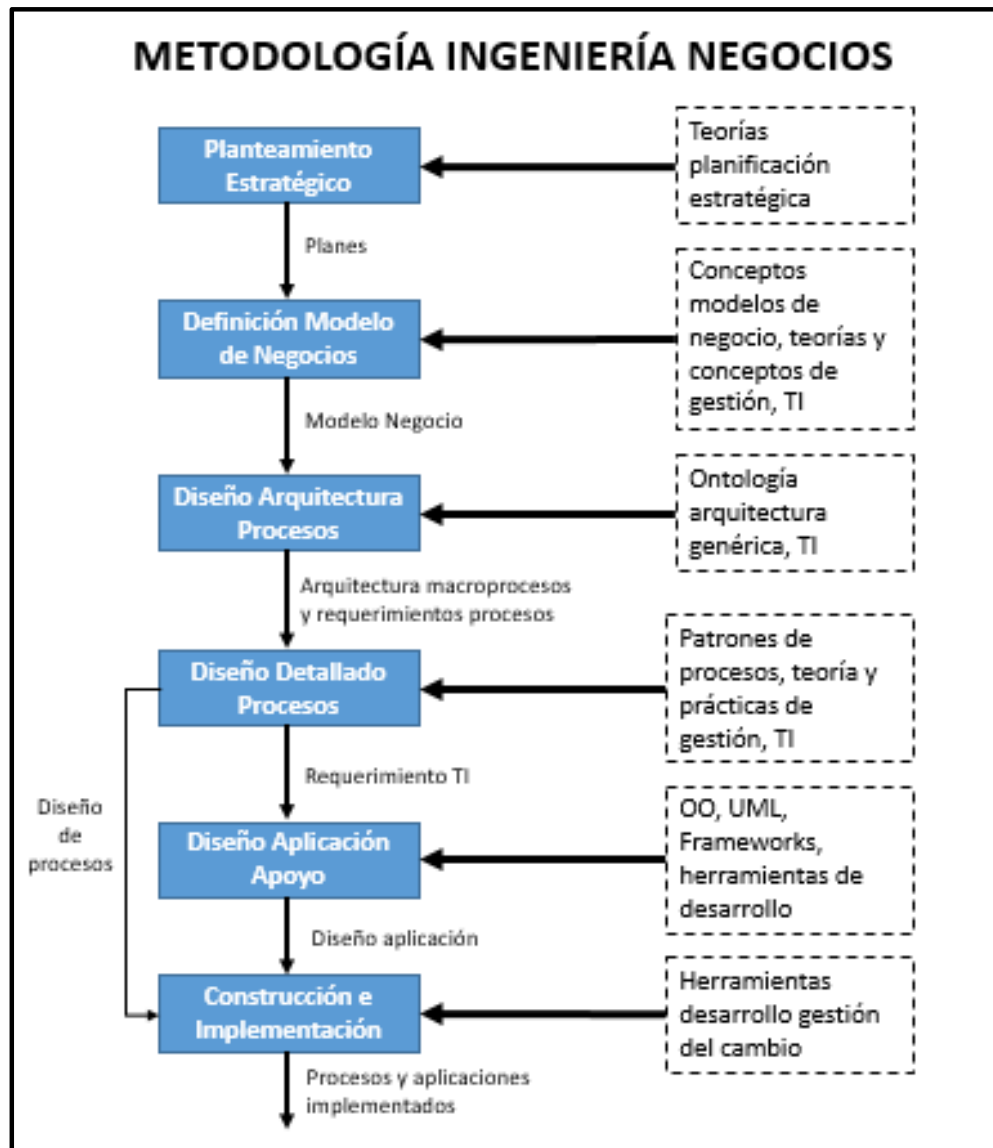 METODOLOGÍA INGENIERÍA NEGOCIOS
Planteamiento
Estratégico
Teorías
planificación
estratégica
Planes
Definición Modelo
de Negocios
Conceptos
modelos de
negocio, teorías y
conceptos de
gestión, TI
Modelo Negocio
Diseño Arquitectura
Procesos
Ontología
arquitectura
genérica, TI
Arquitectura macroprocesos
y requerimientos procesos
Diseño Detallado
Procesos
Patrones de
procesos, teoría y
prácticas de
gestión, TI
Requerimiento TI
Diseño
de
procesos
Diseño Aplicación
Apoyo
OO, UML,
Frameworks,
herramientas de
desarrollo
Diseño aplicación
Construcción e
Implementación
Herramientas
desarrollo gestión
del cambio
Procesos y aplicaciones
implementados